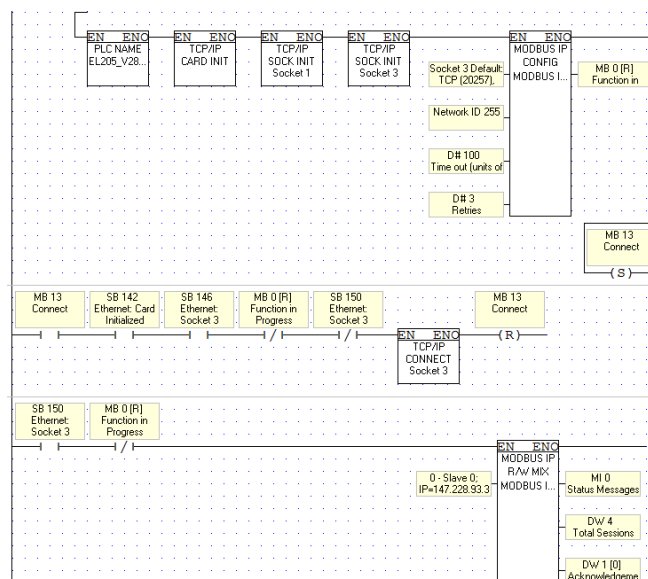 EN ENO
PLC NAME
EL205_V28...
EN ENO
TCP/IP
CARD INIT
EN ENO
TCP/IP
SOCK INIT
Socket 1
EN ENO
TCP/IP
SOCK INIT
Socket 3
EN ENO
MODBUS IP
CONFIG
MODBUS I...
Socket 3 Default:
TCP (20257),
Network ID 255
D# 100
Time out (units of
D# 3
Retries
MB 0 [R]
Function in
MB 13
Connect
(S)
MB 13
Connect
SB 142
Ethernet: Card
Initialized
SB 146
Ethernet:
Socket 3
MB 0 [R]
Function in
Progress
SB 150
Ethernet:
Socket 3
EN ENO
TCP/IP
CONNECT
Socket 3
MB 13
Connect
(R)
SB 150
Ethernet:
Socket 3
MB 0 [R]
Function in
Progress
EN ENO
MODBUS IP
R/W MIX
MODBUS I...
0 - Slave 0;
IP=147.228.93.3
MI 0
Status Messages
DW 4
Total Sessions
DW 1 [0]
Acknowledgeme